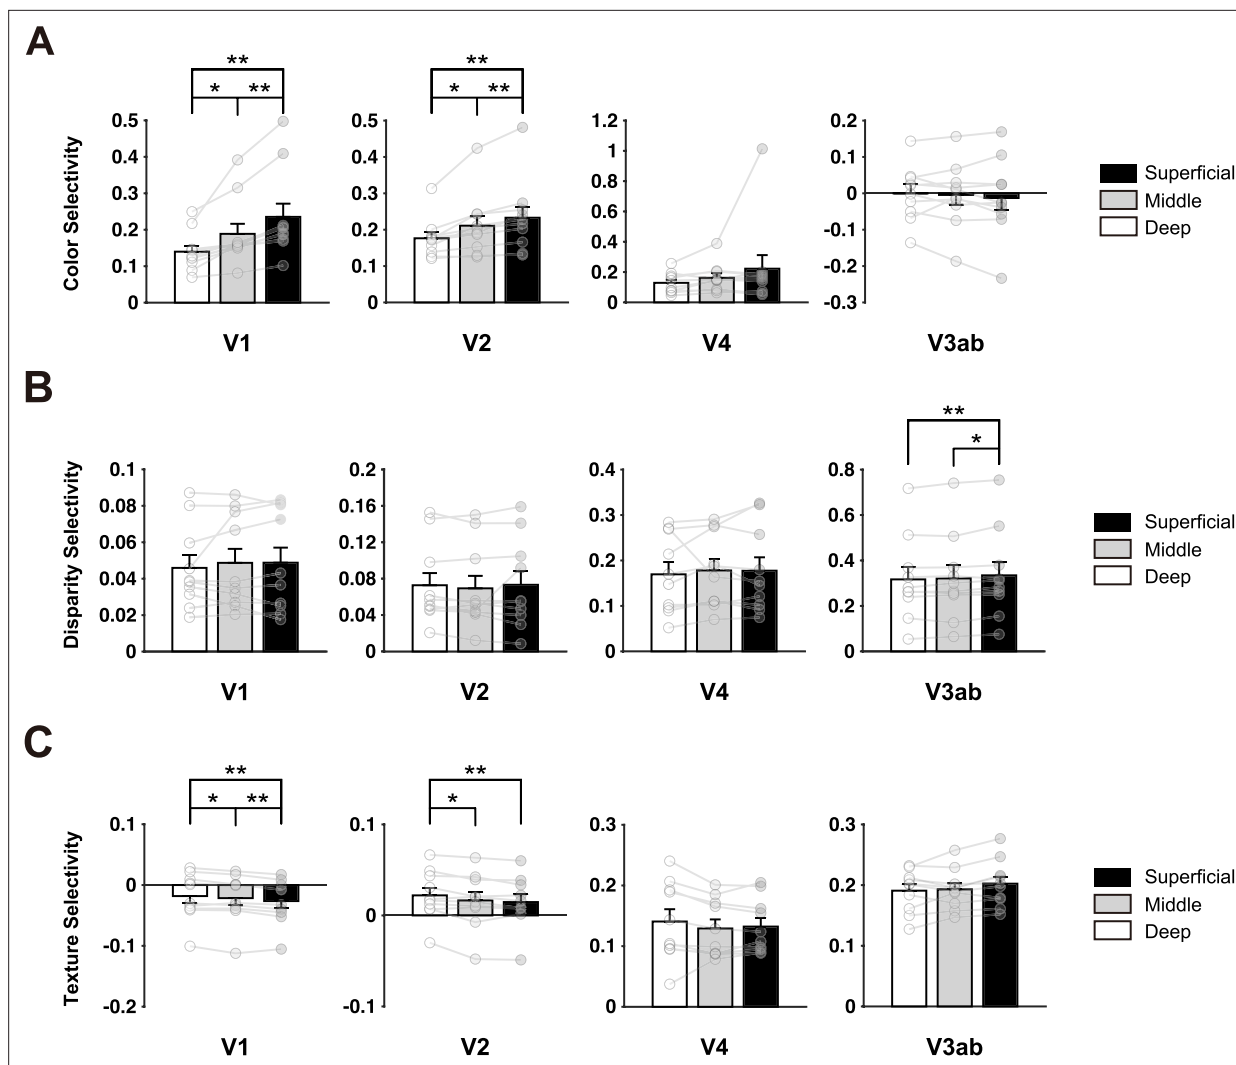 A
** ** 
* ** * **
Color Selectivity
0.5 0.5 1.2 0.2
0.4 0.4 1 0.1
0.3 0.3 0.8 0
0.2 0.2 0.6 -0.1
0.1 0.1 0.4 -0.2
0 0 0.2 -0.3
0
Superficial
Middle
Deep
V1 V2 V4 V3ab
B
**
*
Disparity Selectivity
0.1 0.2 0.4 0.8
0.08 0.16 0.3 0.6
0.06 0.12 0.2 0.4
0.04 0.08 0.1 0.2
0.02 0.04 0 0
0 0
Superficial
Middle
Deep
V1 V2 V4 V3ab
C
** **
* ** *
Texture Selectivity
0.1 0.1 0.3 0.3
0 0 0.2 0.2
-0.1 -0.1 0.1 0.1
-0.2 0 0
Superficial
Middle
Deep
V1 V2 V4 V3ab